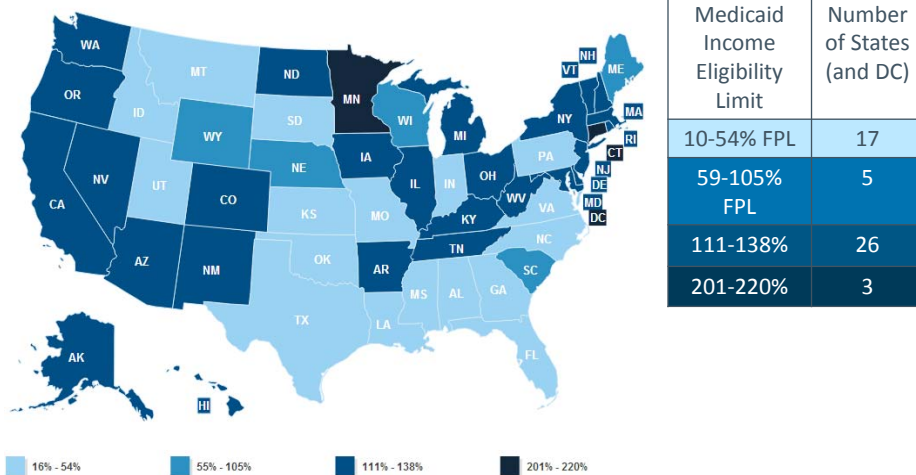 WA
MT
ND
OR
ID
WY
SD
MN
WI
MI
NH
VT
ME
NY
MA
RI
CT
NJ
DE
MD
DC
PA
NV
UT
CO
NE
IA
IL
IN
OH
WV
VA
CA
AZ
NM
KS
MO
KY
TN
NC
SC
OK
AR
TX
LA
MS
AL
GA
FL
AK
HI
16% - 54%
55% - 105%
111% - 138%
201% - 220%
Medicaid
Income
Eligibility
Limit
Number
of States
(and DC)
10-54% FPL
17
59-105%
FPL
5
111-138%
26
201-220%
3